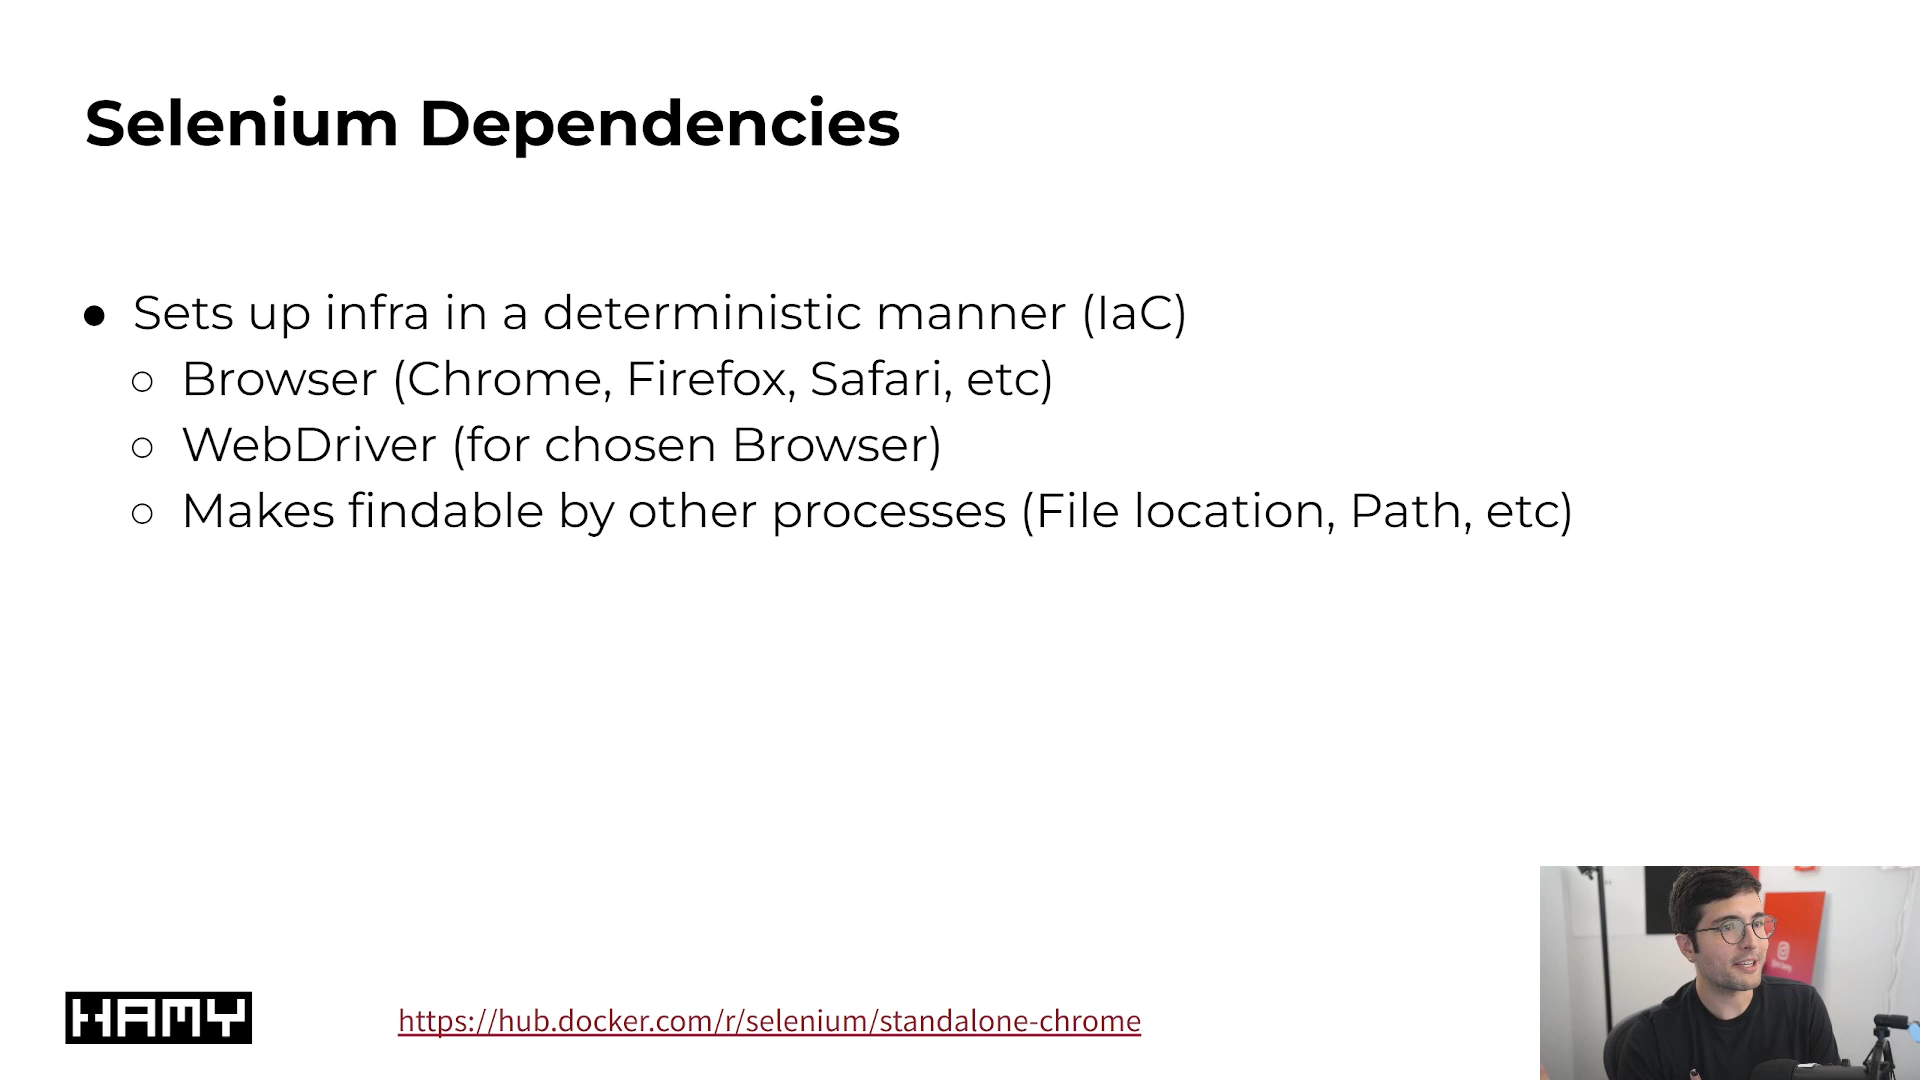 Selenium Dependencies
● Sets up infra in a deterministic manner (IaC)
○ Browser (Chrome, Firefox, Safari, etc)
○ WebDriver (for chosen Browser)
○ Makes findable by other processes (File location, Path, etc)
HAMY
https://hub.docker.com/r/selenium/standalone-chrome